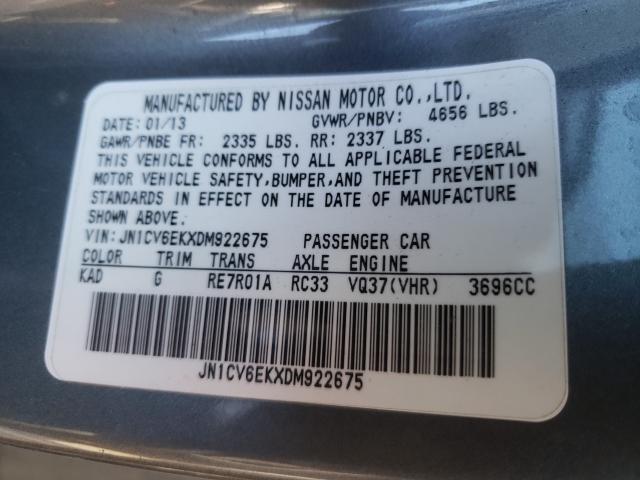 MANUFACTURED BY NISSAN MOTOR CO.,LTD.
DATE: 01/13 GVWR/PNBV: 4656 LBS.
GAWR/PNBE FR: 2335 LBS. RR: 2337 LBS.
THIS VEHICLE CONFORMS TO ALL APPLICABLE FEDERAL
MOTOR VEHICLE SAFETY,BUMPER,AND THEFT PREVENTION
STANDARDS IN EFFECT ON THE DATE OF MANUFACTURE
SHOWN ABOVE.
VIN: JN1CV6EKXDM922675 PASSENGER CAR
COLOR TRIM TRANS AXLE ENGINE
KAD G RE7R01A RC33 VQ37(VHR) 3696CC
JN1CV6EKXDM922675